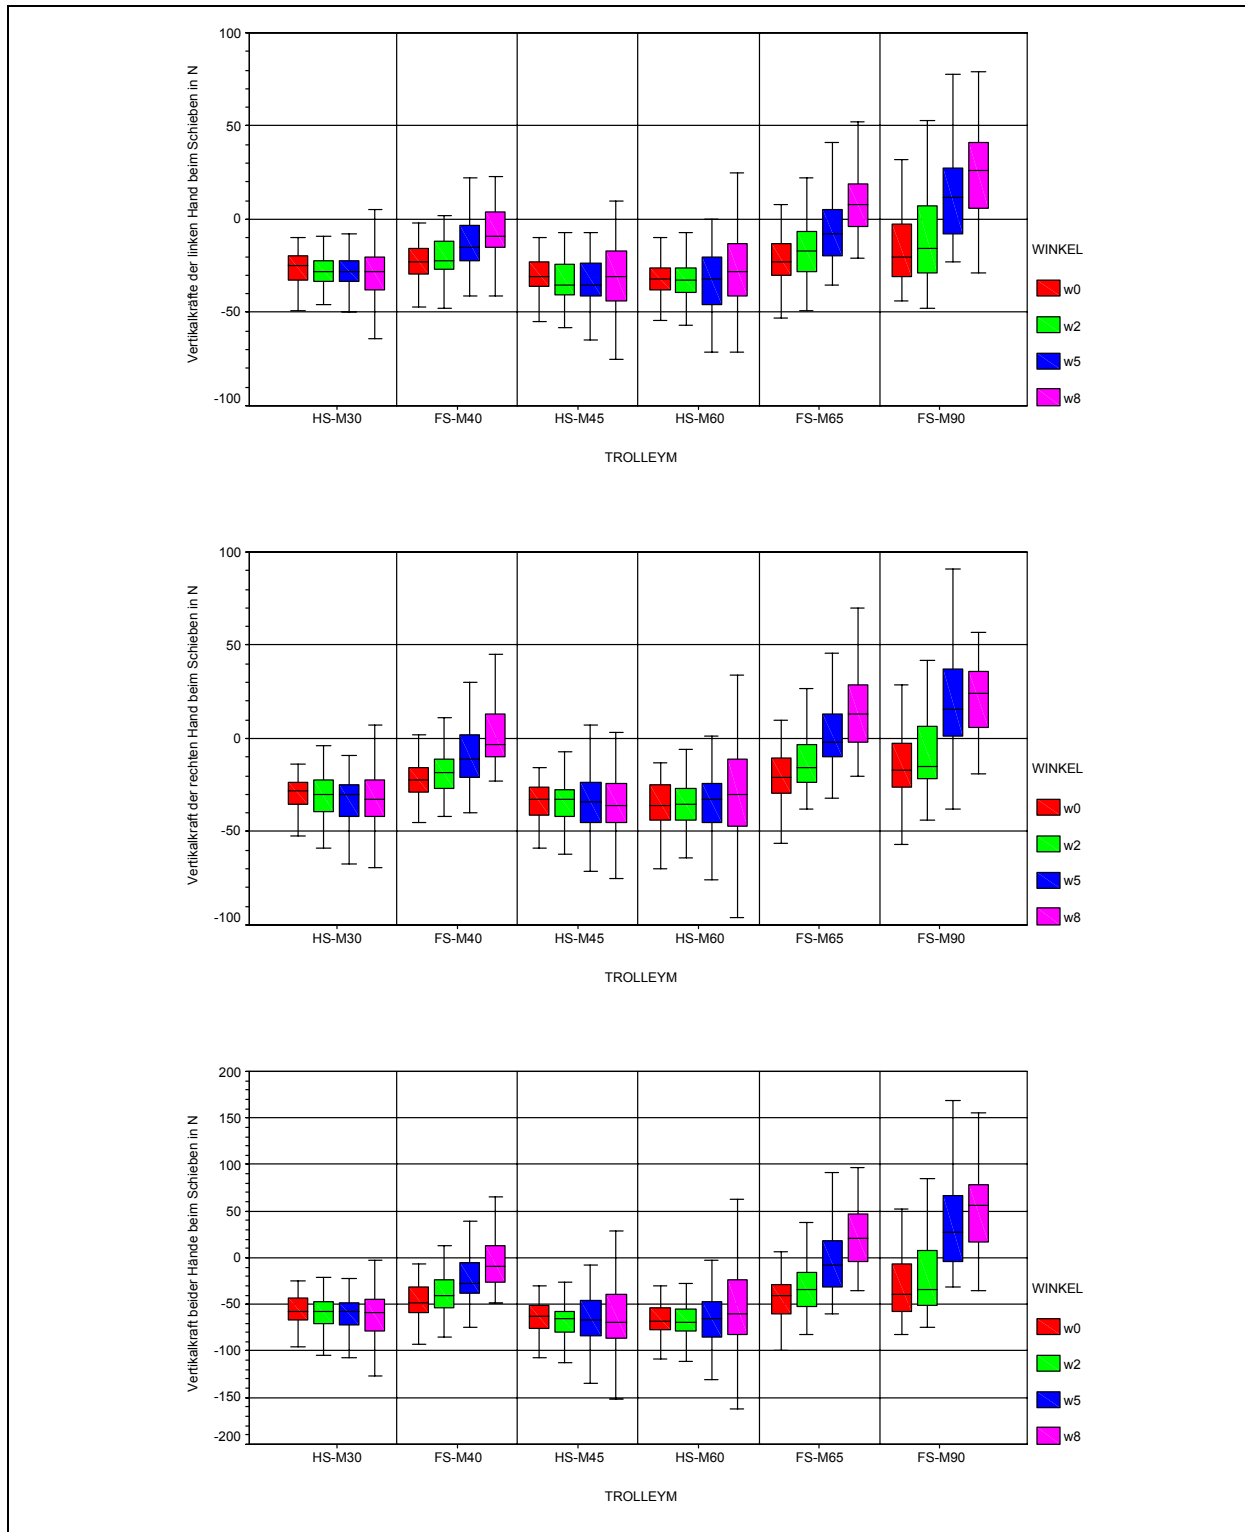 Vertikalkräfte der linken Hand beim Schieben in N
100
50
0
-50
-100
HS-M30 FS-M40 HS-M45 HS-M60 FS-M65 FS-M90
TROLLEYM
WINKEL
w0
w2
w5
w8
Vertikalkraft der rechten Hand beim Schieben in N
100
50
0
-50
-100
HS-M30 FS-M40 HS-M45 HS-M60 FS-M65 FS-M90
TROLLEYM
WINKEL
w0
w2
w5
w8
Vertikalkraft beider Hände beim Schieben in N
200
150
100
50
0
-50
-100
-150
-200
HS-M30 FS-M40 HS-M45 HS-M60 FS-M65 FS-M90
TROLLEYM
WINKEL
w0
w2
w5
w8